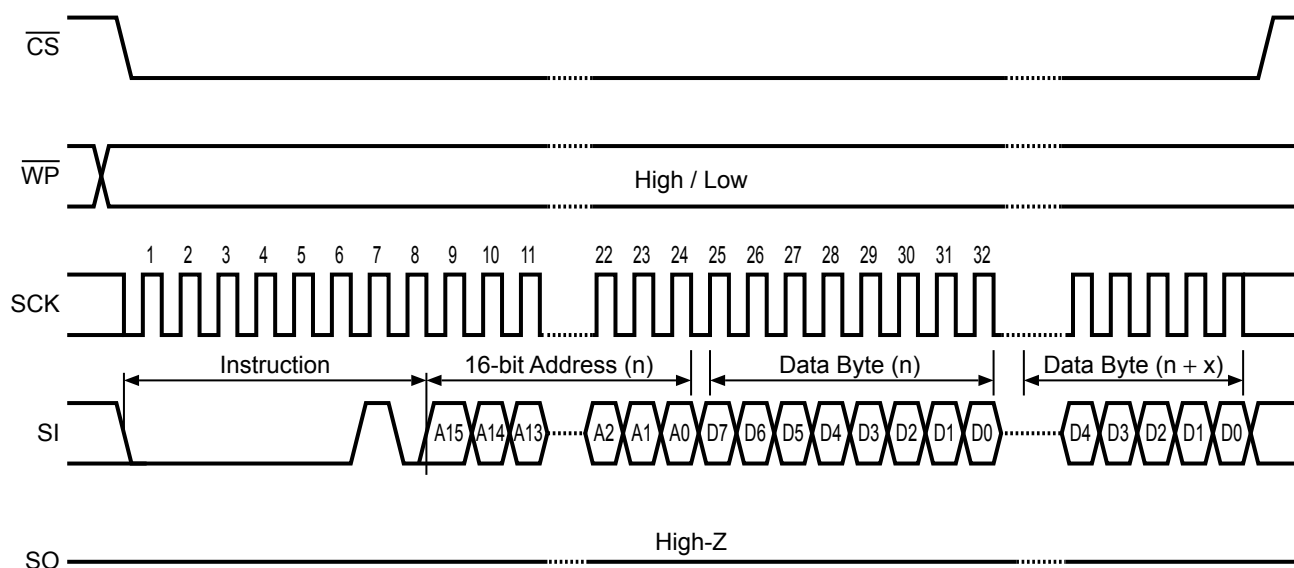 CS
WP
High / Low
1 2 3 4 5 6 7 8 9 10 11 22 23 24 25 26 27 28 29 30 31 32
SCK
Instruction 16-bit Address (n) Data Byte (n) Data Byte (n + x)
SI A15 A14 A13 A2 A1 A0 D7 D6 D5 D4 D3 D2 D1 D0 D4 D3 D2 D1 D0
High-Z
SO